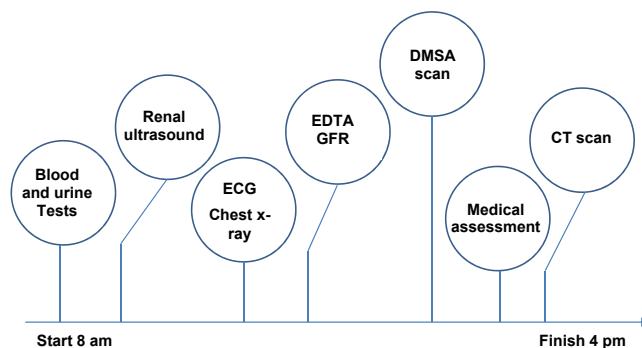 Blood
and urine
Tests
Renal
ultrasound
ECG
Chest x-
ray
EDTA
GFR
DMSA
scan
Medical
assessment
CT scan
Start 8 am
Finish 4 pm